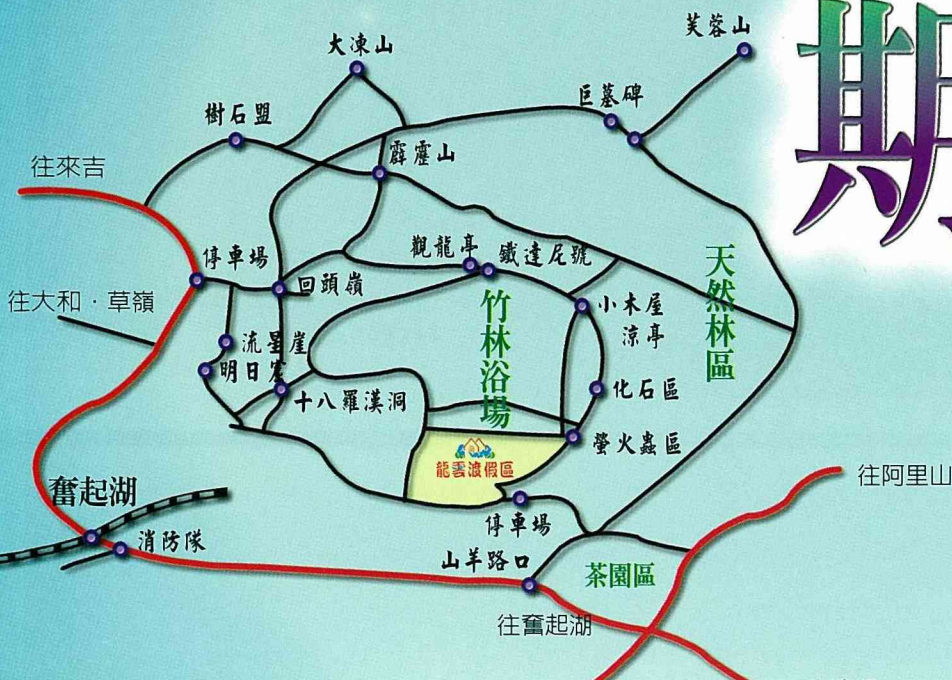 期
芙蓉山
大凍山
巨墓碑
樹石盟
霹靂山
往來吉
停車場
觀龍亭
鐵達尼號
回頭嶺
往大和．草嶺
小木屋
涼亭
天然林區
竹林浴場
流星崖
明日窟
十八羅漢洞
化石區
螢火蟲區
龍雲渡假區
往阿里山
奮起湖
停車場
消防隊
山羊路口
茶園區
往奮起湖